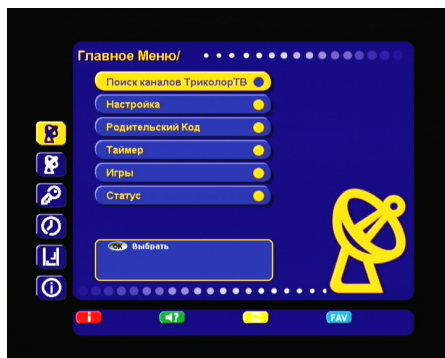 Главное Меню/
Поиск каналов ТриколорТВ
Настройка
Родительский Код
Таймер
Игры
Статус
OK Выбрать
i
?
FAV